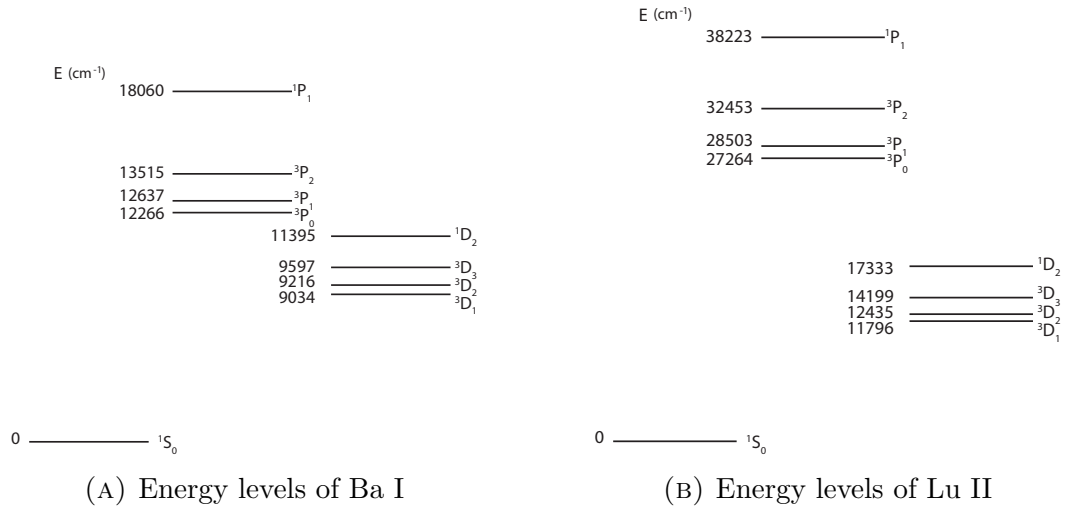 E (cm⁻¹)
18060 ¹P₁
13515 ³P₂
12637 ³P₁
12266 ³P₀
11395 ¹D₂
9597 ³D₃
9216 ³D₂
9034 ³D₁
0 ¹S₀
(A) Energy levels of Ba I
E (cm⁻¹)
38223 ¹P₁
32453 ³P₂
28503 ³P₁
27264 ³P₀
17333 ¹D₂
14199 ³D₃
12435 ³D₂
11796 ³D₁
0 ¹S₀
(B) Energy levels of Lu II